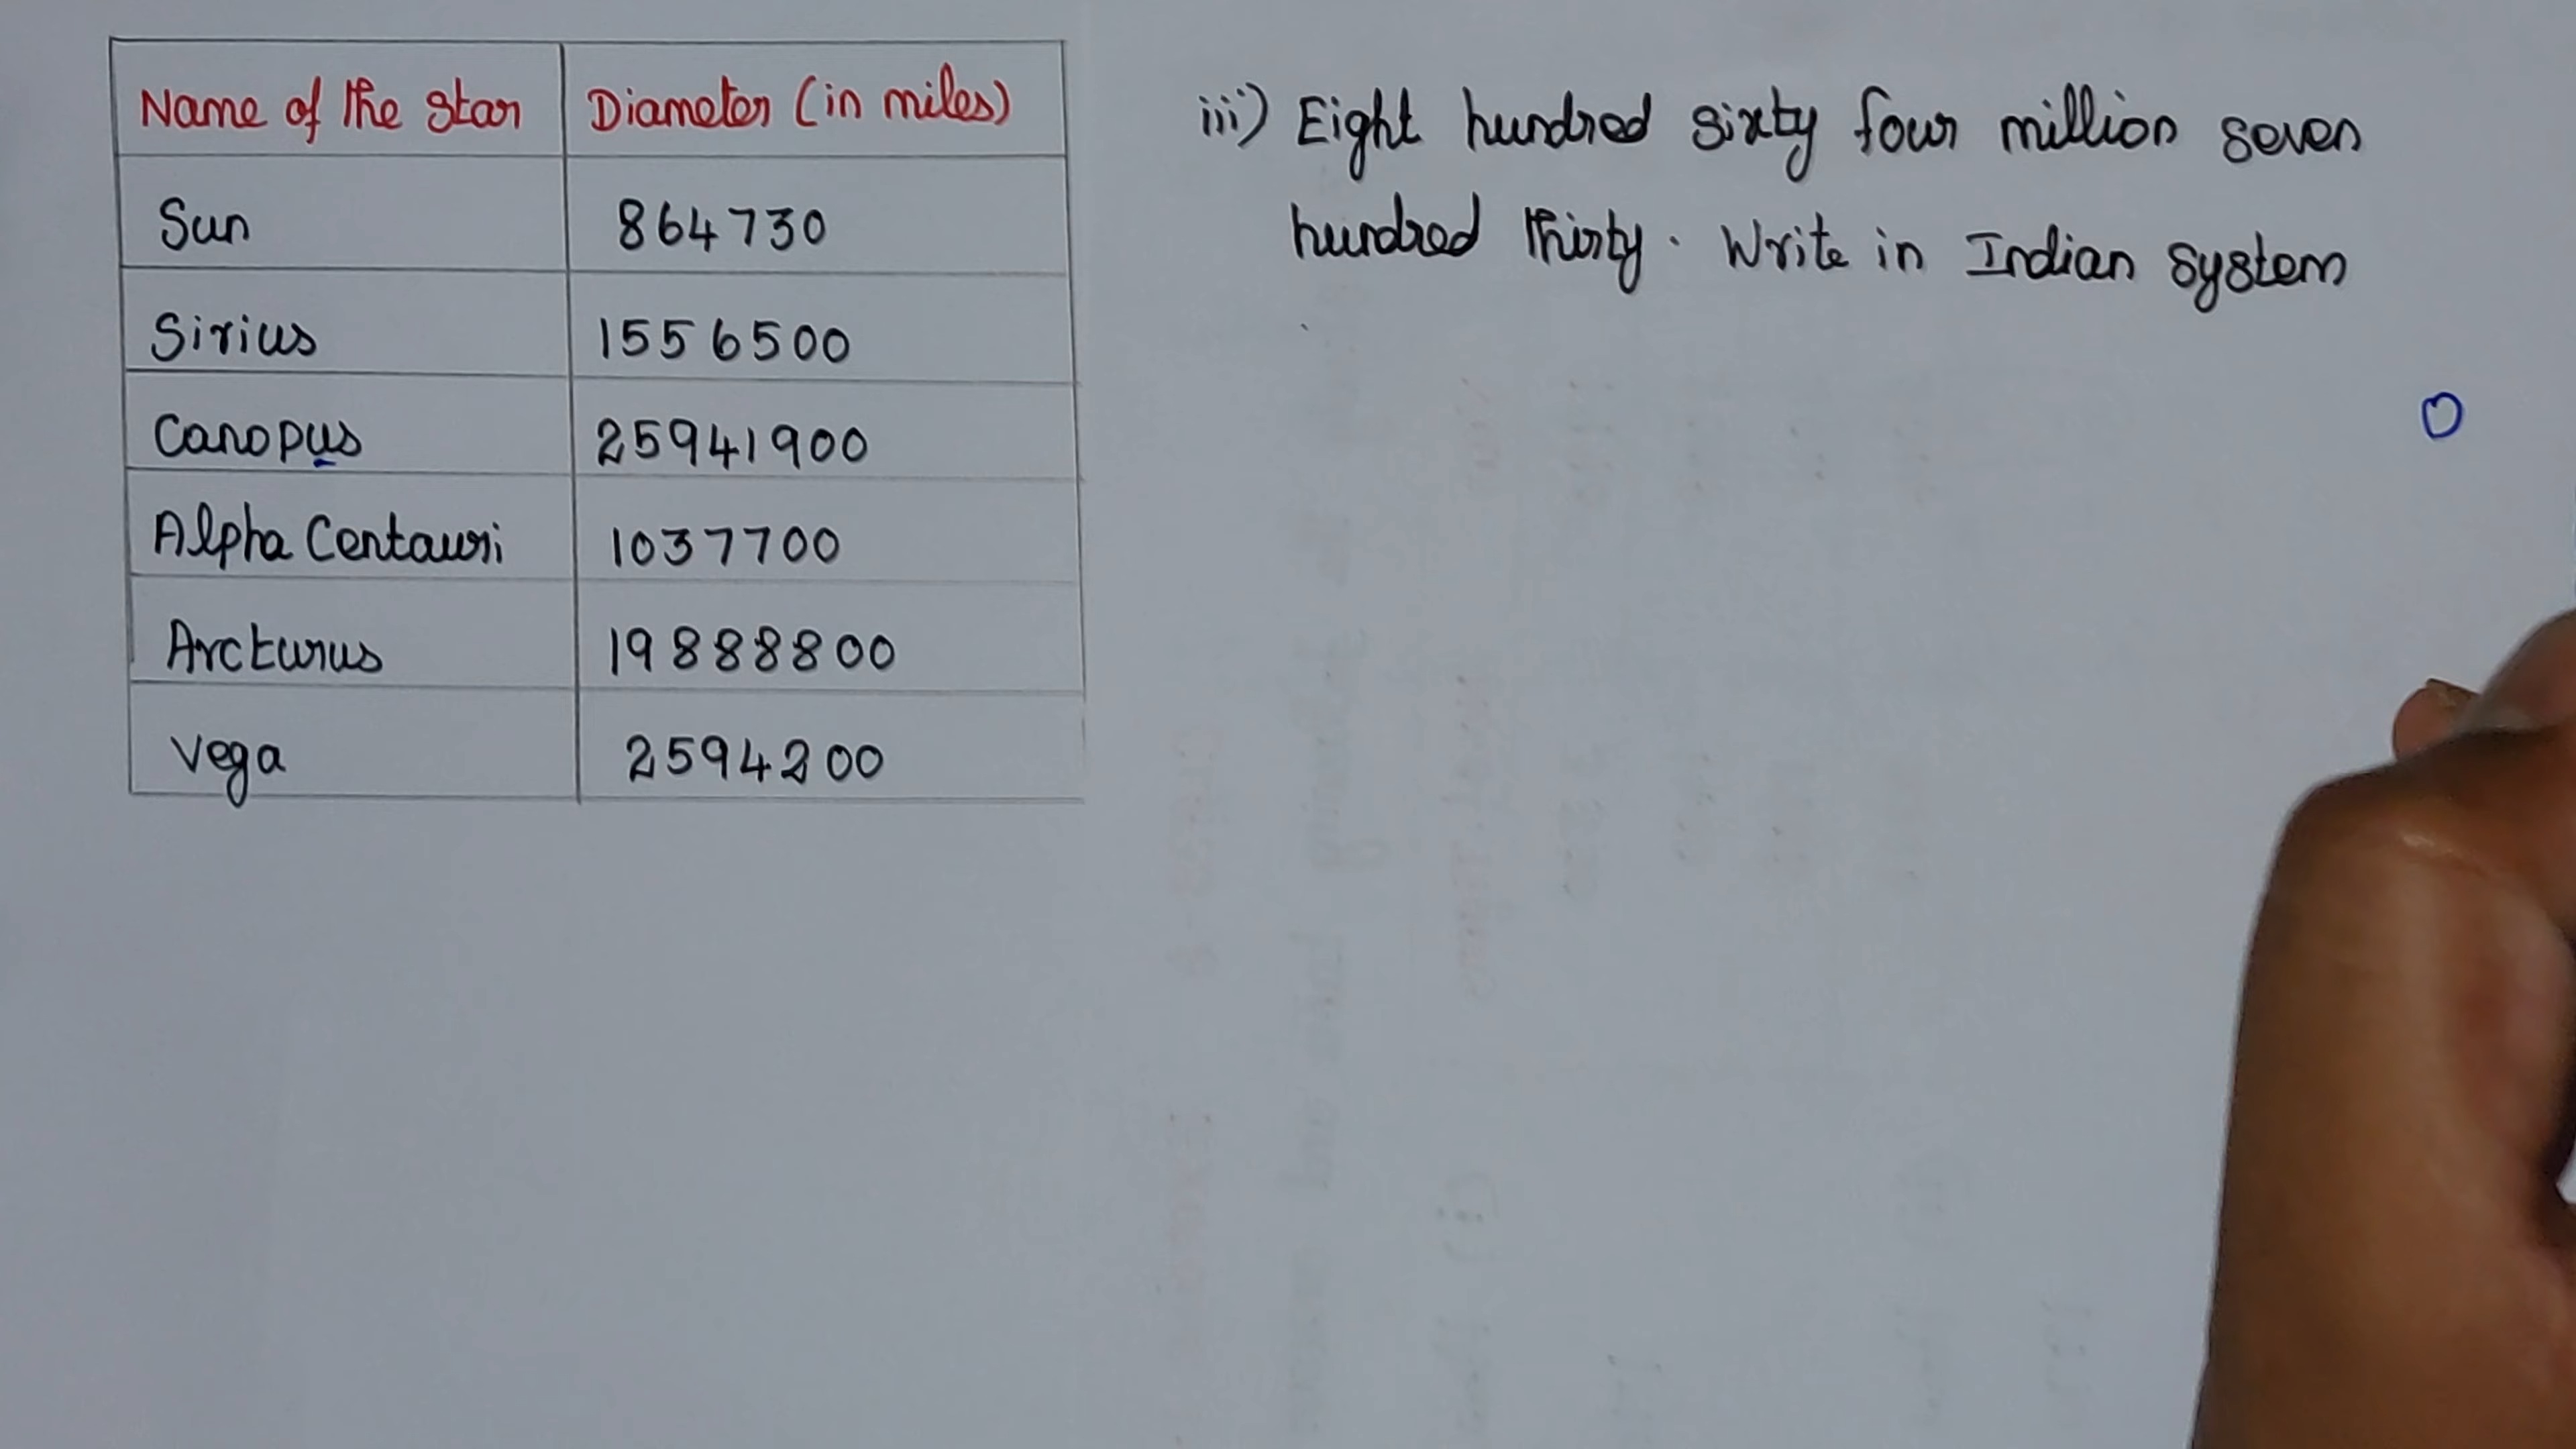 Name of the Star Diameter (in miles)
Sun 864730
Sirius 1556500
Canopus 25941900
Alpha Centauri 1037700
Arcturus 19888800
Vega 2594200
iii) Eight hundred sixty four million seven
hundred thirty. Write in Indian system
0